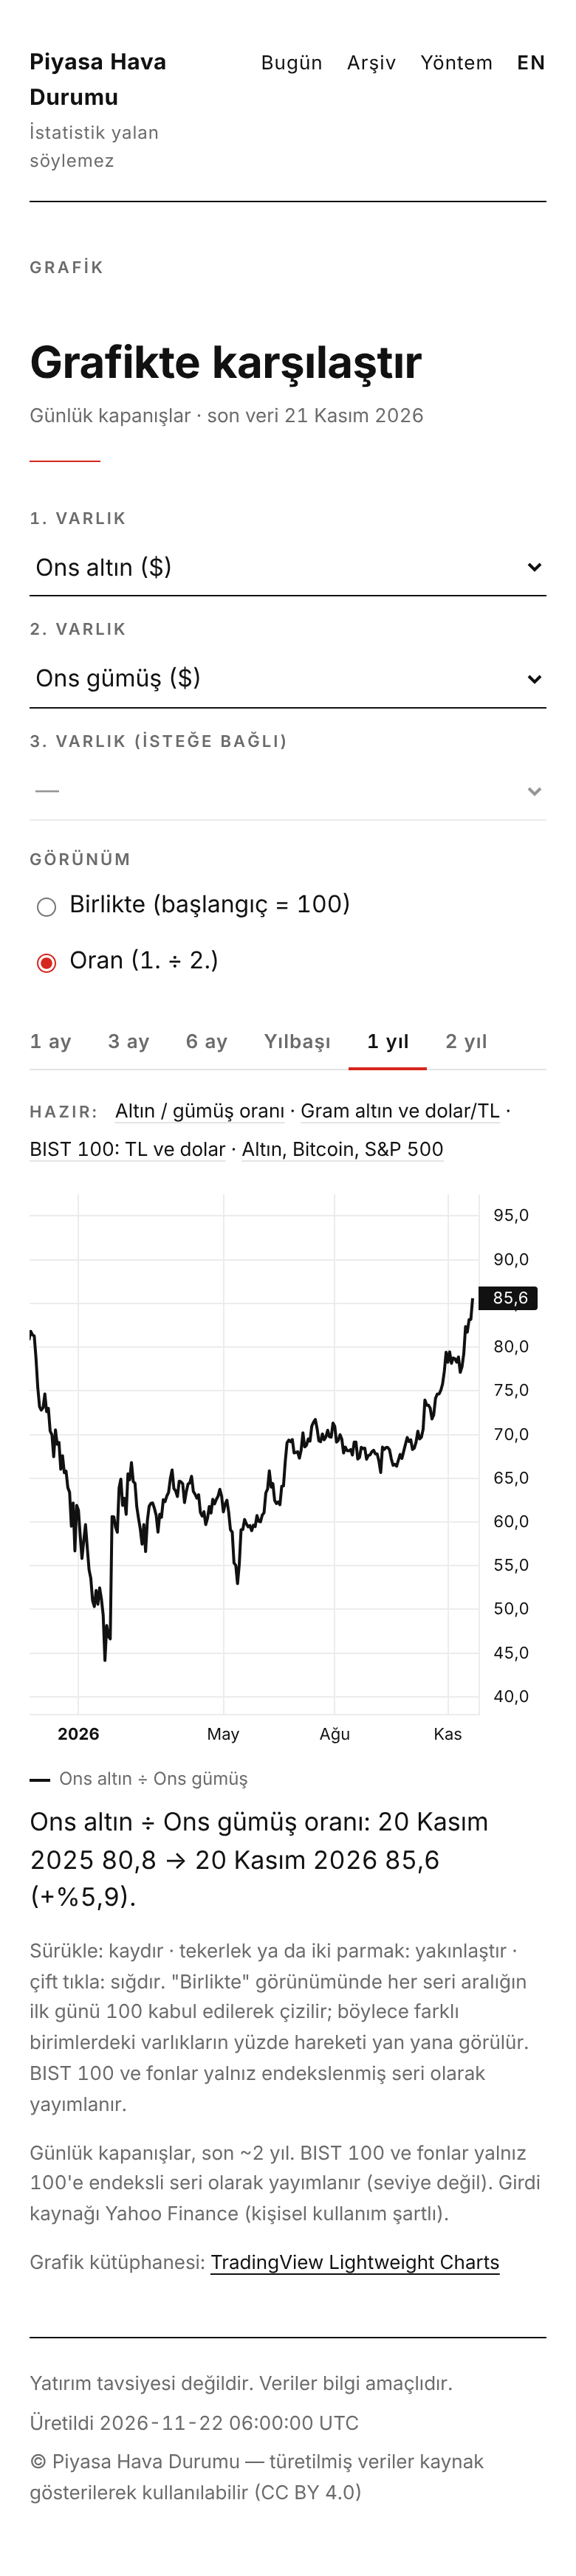 Piyasa Hava
Durumu
İstatistik yalan
söylemez
Bugün Arşiv Yöntem EN
GRAFİK
Grafikte karşılaştır
Günlük kapanışlar · son veri 21 Kasım 2026
1. VARLIK
Ons altın ($)
2. VARLIK
Ons gümüş ($)
3. VARLIK (İSTEĞE BAĞLI)
—
GÖRÜNÜM
Birlikte (başlangıç = 100)
Oran (1. ÷ 2.)
1 ay 3 ay 6 ay Yılbaşı 1 yıl 2 yıl
HAZIR: Altın / gümüş oranı · Gram altın ve dolar/TL ·
BIST 100: TL ve dolar · Altın, Bitcoin, S&P 500
95,0
90,0
85,6
80,0
75,0
70,0
65,0
60,0
55,0
50,0
45,0
40,0
2026 May Ağu Kas
Ons altın ÷ Ons gümüş
Ons altın ÷ Ons gümüş oranı: 20 Kasım
2025 80,8 → 20 Kasım 2026 85,6
(+%5,9).
Sürükle: kaydır · tekerlek ya da iki parmak: yakınlaştır ·
çift tıkla: sığdır. "Birlikte" görünümünde her seri aralığın
ilk günü 100 kabul edilerek çizilir; böylece farklı
birimlerdeki varlıkların yüzde hareketi yan yana görülür.
BIST 100 ve fonlar yalnız endekslenmiş seri olarak
yayımlanır.
Günlük kapanışlar, son ~2 yıl. BIST 100 ve fonlar yalnız
100'e endeksli seri olarak yayımlanır (seviye değil). Girdi
kaynağı Yahoo Finance (kişisel kullanım şartlı).
Grafik kütüphanesi: TradingView Lightweight Charts
Yatırım tavsiyesi değildir. Veriler bilgi amaçlıdır.
Üretildi 2026-11-22 06:00:00 UTC
© Piyasa Hava Durumu — türetilmiş veriler kaynak
gösterilerek kullanılabilir (CC BY 4.0)